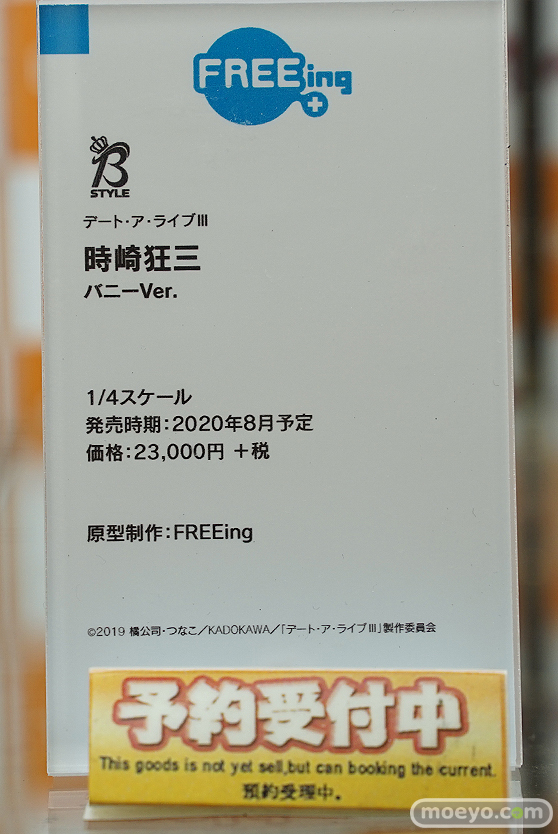 FREEing
B
STYLE
デート・ア・ライブⅢ
時崎狂三
バニーVer.
1/4スケール
発売時期:2020年8月予定
価格:23,000円 +税
原型制作:FREEing
©2019 橘公司・つなこ/KADOKAWA/「デート・ア・ライブⅢ」製作委員会
予約受付中
This goods is not yet sell,but can booking the current.
預約受理中。
moeyo.com